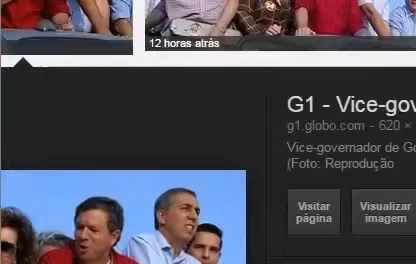 12 horas atrás
G1 - Vice-gov
g1.globo.com - 620 ×
Vice-governador de Go
(Foto: Reprodução
Visitar
página
Visualizar
imagem